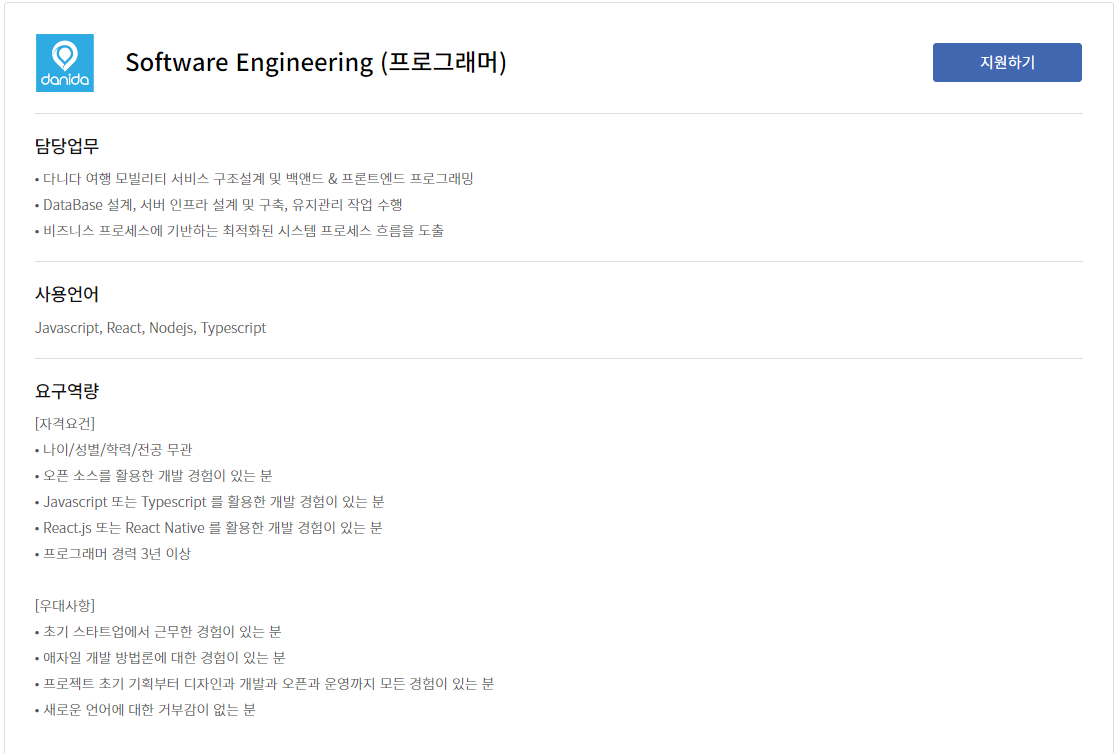 danida
Software Engineering (프로그래머)
지원하기
담당업무
• 다니다 여행 모빌리티 서비스 구조설계 및 백앤드 & 프론트엔드 프로그래밍
• DataBase 설계, 서버 인프라 설계 및 구축, 유지관리 작업 수행
• 비즈니스 프로세스에 기반하는 최적화된 시스템 프로세스 흐름을 도출
사용언어
Javascript, React, Nodejs, Typescript
요구역량
[자격요건]
• 나이/성별/학력/전공 무관
• 오픈 소스를 활용한 개발 경험이 있는 분
• Javascript 또는 Typescript 를 활용한 개발 경험이 있는 분
• React.js 또는 React Native 를 활용한 개발 경험이 있는 분
• 프로그래머 경력 3년 이상
[우대사항]
• 초기 스타트업에서 근무한 경험이 있는 분
• 애자일 개발 방법론에 대한 경험이 있는 분
• 프로젝트 초기 기획부터 디자인과 개발과 오픈과 운영까지 모든 경험이 있는 분
• 새로운 언어에 대한 거부감이 없는 분